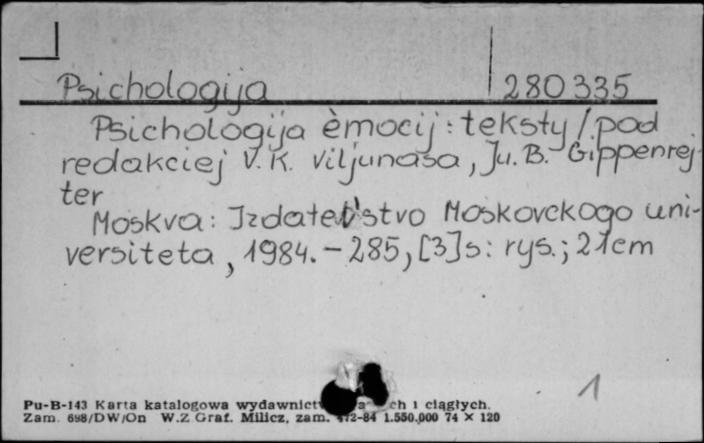 Psichologija 280335
Psichologija èmocij : teksty / pod
redakciej V. K. Viljunasa, Ju. B. Gippenrej-
ter
Moskva : Izdatel'stvo Moskovckogo uni-
versiteta, 1984. – 285, [3] s : rys. ; 21cm
1
Pu-B-143 Karta katalogowa wydawnict ch i ciągłych.
Zam. 698/DW/On W.Z.Graf. Milicz, zam. 472-84 1.550.000 74 × 120